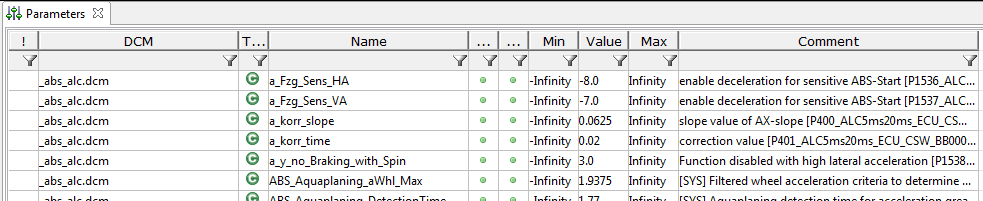 Parameters
! DCM T... Name ... ... Min Value Max Comment
_abs_alc.dcm C a_Fzg_Sens_HA -Infinity -8.0 Infinity enable deceleration for sensitive ABS-Start [P1536_ALC...
_abs_alc.dcm C a_Fzg_Sens_VA -Infinity -7.0 Infinity enable deceleration for sensitive ABS-Start [P1537_ALC...
_abs_alc.dcm C a_korr_slope -Infinity 0.0625 Infinity slope value of AX-slope [P400_ALC5ms20ms_ECU_CS...
_abs_alc.dcm C a_korr_time -Infinity 0.02 Infinity correction value [P401_ALC5ms20ms_ECU_CSW_BB000...
_abs_alc.dcm C a_y_no_Braking_with_Spin -Infinity 3.0 Infinity Function disabled with high lateral acceleration [P1538...
_abs_alc.dcm C ABS_Aquaplaning_aWhl_Max -Infinity 1.9375 Infinity [SYS] Filtered wheel acceleration criteria to determine ...
_abs_alc.dcm C ABS_Aquaplaning_DetectionTime -Infinity 1.77 Infinity [SYS] Aquaplaning detection time for acceleration grea...